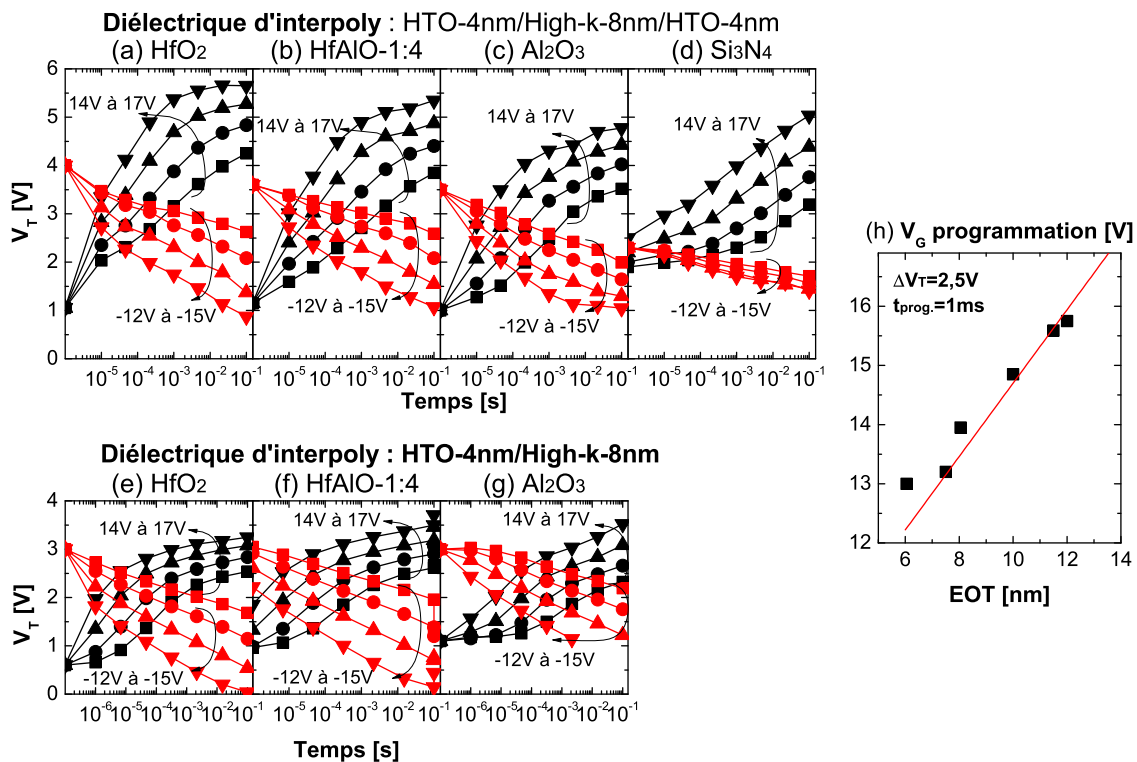 Diélectrique d'interpoly : HTO-4nm/High-k-8nm/HTO-4nm
(a) HfO2 (b) HfAlO-1:4 (c) Al2O3 (d) Si3N4
6
5
4
3
2
1
0
VT [V]
14V à 17V
-12V à -15V
14V à 17V
-12V à -15V
14V à 17V
-12V à -15V
14V à 17V
-12V à -15V
10-5 10-4 10-3 10-2 10-1 10-5 10-4 10-3 10-2 10-1 10-5 10-4 10-3 10-2 10-1 10-5 10-4 10-3 10-2 10-1
Temps [s]
Diélectrique d'interpoly : HTO-4nm/High-k-8nm
(e) HfO2 (f) HfAlO-1:4 (g) Al2O3
4
3
2
1
0
VT [V]
14V à 17V
-12V à -15V
14V à 17V
-12V à -15V
14V à 17V
-12V à -15V
10-6 10-5 10-4 10-3 10-2 10-1 10-5 10-4 10-3 10-2 10-1 10-6 10-5 10-4 10-3 10-2 10-1
Temps [s]
(h) VG programmation [V]
ΔVT=2,5V
tprog.=1ms
16
15
14
13
12
6 8 10 12 14
EOT [nm]